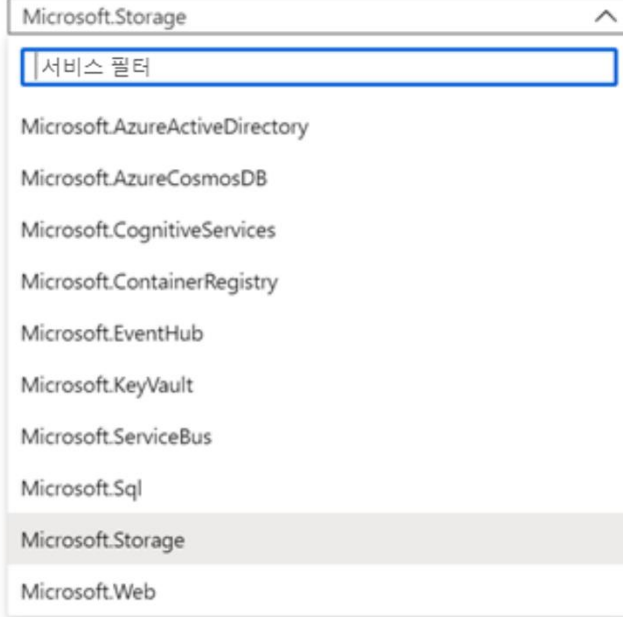 Microsoft.Storage
서비스 필터
Microsoft.AzureActiveDirectory
Microsoft.AzureCosmosDB
Microsoft.CognitiveServices
Microsoft.ContainerRegistry
Microsoft.EventHub
Microsoft.KeyVault
Microsoft.ServiceBus
Microsoft.Sql
Microsoft.Storage
Microsoft.Web